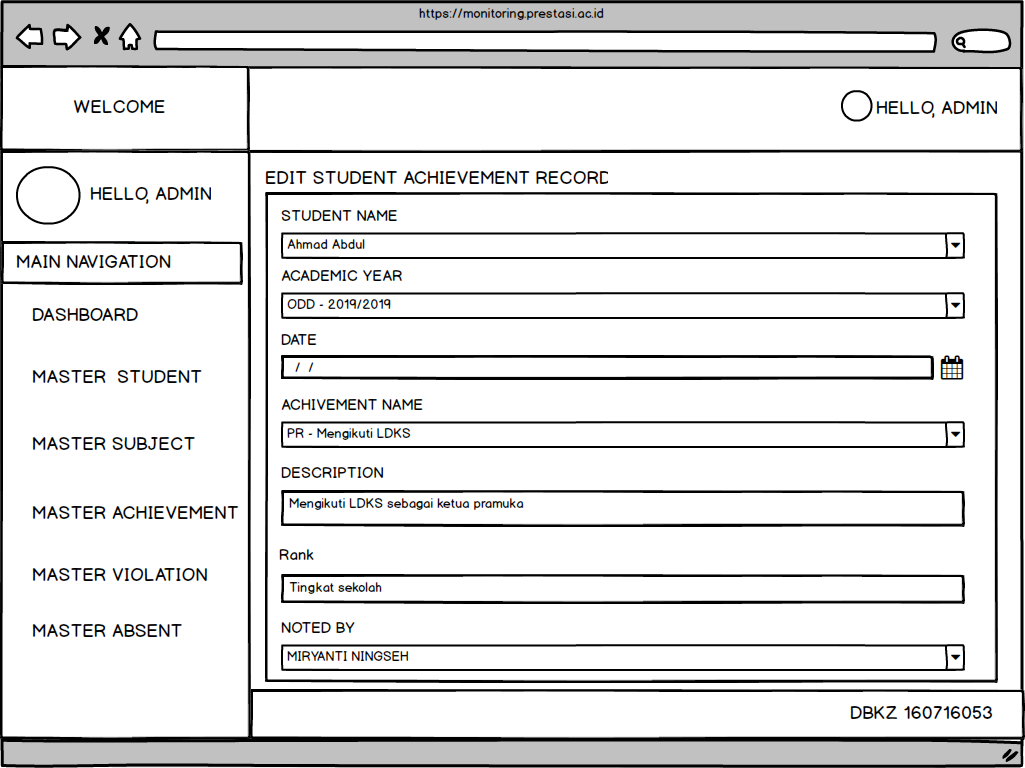 https://monitoring.prestasi.ac.id
WELCOME
HELLO, ADMIN
HELLO, ADMIN
MAIN NAVIGATION
DASHBOARD
MASTER STUDENT
MASTER SUBJECT
MASTER ACHIEVEMENT
MASTER VIOLATION
MASTER ABSENT
EDIT STUDENT ACHIEVEMENT RECORD
STUDENT NAME
Ahmad Abdul
ACADEMIC YEAR
ODD - 2019/2019
DATE
/ /
ACHIVEMENT NAME
PR - Mengikuti LDKS
DESCRIPTION
Mengikuti LDKS sebagai ketua pramuka
Rank
Tingkat sekolah
NOTED BY
MIRYANTI NINGSEH
DBKZ 160716053